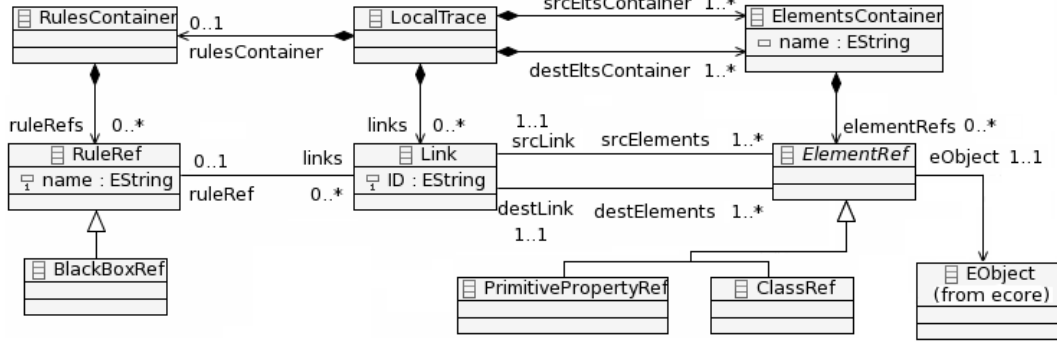 RulesContainer
0..1
rulesContainer
LocalTrace
srcEltsContainer 1..*
destEltsContainer 1..*
ElementsContainer
name : EString
ruleRefs 0..*
links 0..*
elementRefs 0..*
RuleRef
name : EString
0..1
ruleRef
links
0..*
Link
ID : EString
1..1
srcLink
srcElements 1..*
destLink
1..1
destElements 1..*
ElementRef
eObject 1..1
BlackBoxRef
PrimitivePropertyRef
ClassRef
EObject
(from ecore)